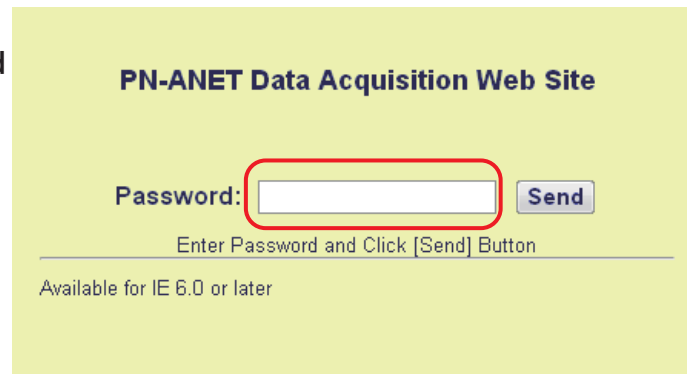 PN-ANET Data Acquisition Web Site
Password:
Send
Enter Password and Click [Send] Button
Available for IE 6.0 or later